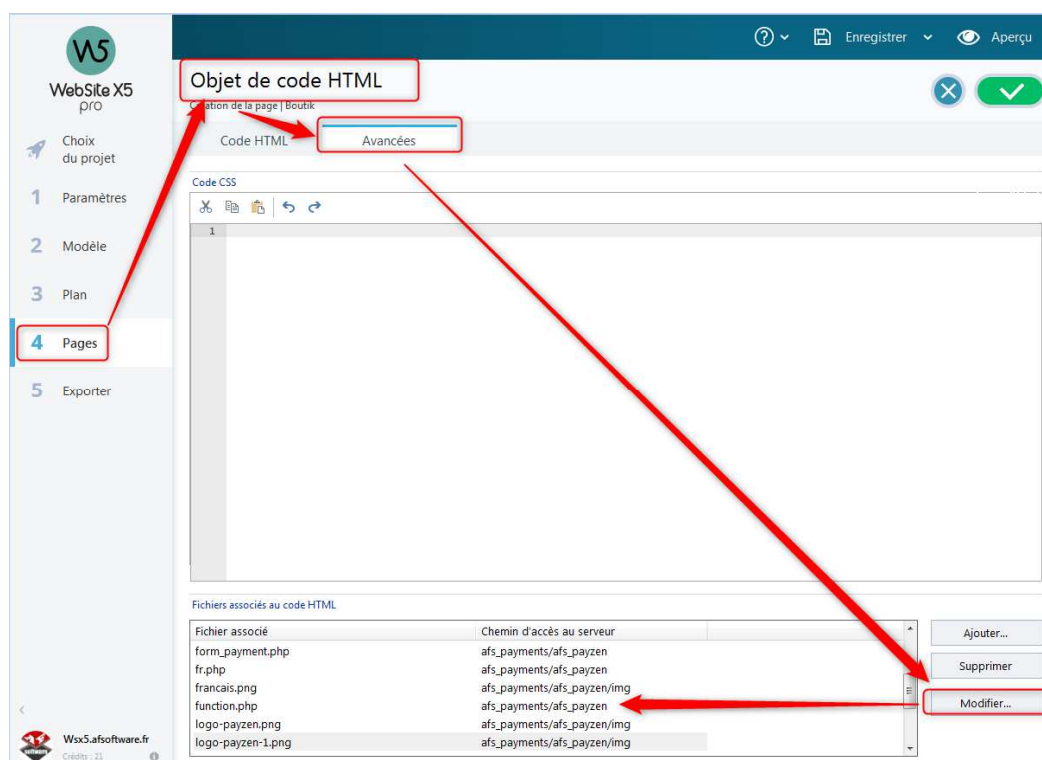 W5
WebSite X5
pro
Enregistrer
Aperçu
Objet de code HTML
Création de la page | Boutik
Code HTML
Avancées
Choix
du projet
1 Paramètres
2 Modèle
3 Plan
4 Pages
5 Exporter
Code CSS
1
Fichiers associés au code HTML
Fichier associé Chemin d'accès au serveur
form_payment.php afs_payments/afs_payzen
fr.php afs_payments/afs_payzen
francais.png afs_payments/afs_payzen/img
function.php afs_payments/afs_payzen
logo-payzen.png afs_payments/afs_payzen/img
logo-payzen-1.png afs_payments/afs_payzen/img
Ajouter...
Supprimer
Modifier...
software
Wsx5.afsoftware.fr
Crédits : 21